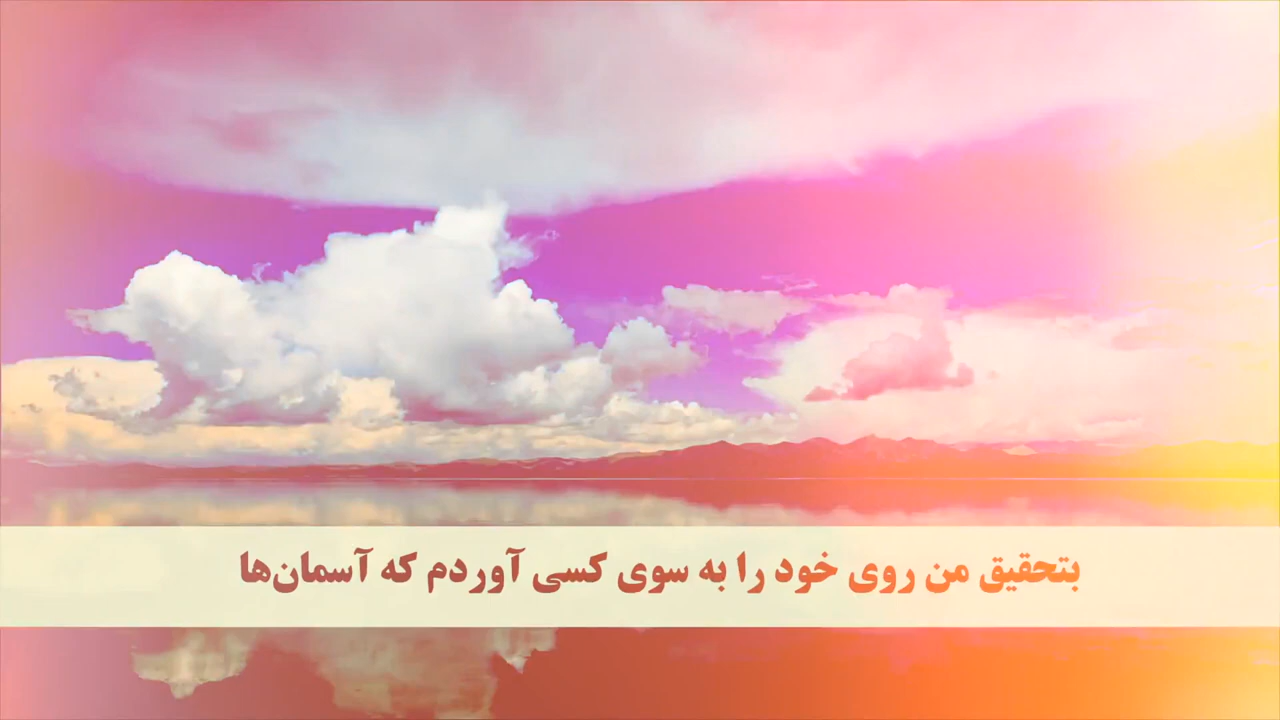 بتحقیق من روی خود را به سوی کسی آوردم که آسمان‌ها